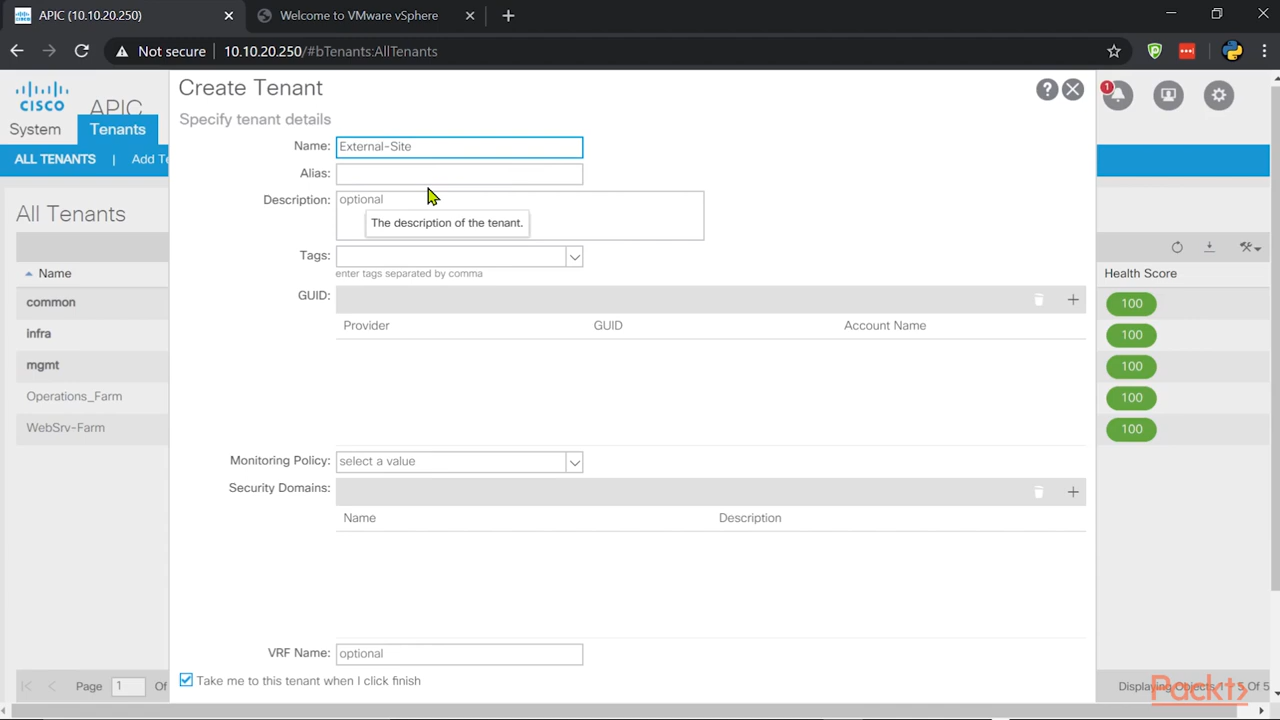 APIC (10.10.20.250)
Welcome to VMware vSphere
Not secure
10.10.20.250/#bTenants:AllTenants
CISCO
APIC
System
Tenants
ALL TENANTS
|
Add Te
All Tenants
Name
common
infra
mgmt
Operations_Farm
WebSrv-Farm
Page
1
Of
Create Tenant
Specify tenant details
Name:
External-Site
Alias:
Description:
optional
The description of the tenant.
Tags:
enter tags separated by comma
GUID:
Provider
GUID
Account Name
Monitoring Policy:
select a value
Security Domains:
Name
Description
VRF Name:
optional
Take me to this tenant when I click finish
?
1
Health Score
100
100
100
100
100
Displaying Objects 1 - 5 Of 5
Packt>